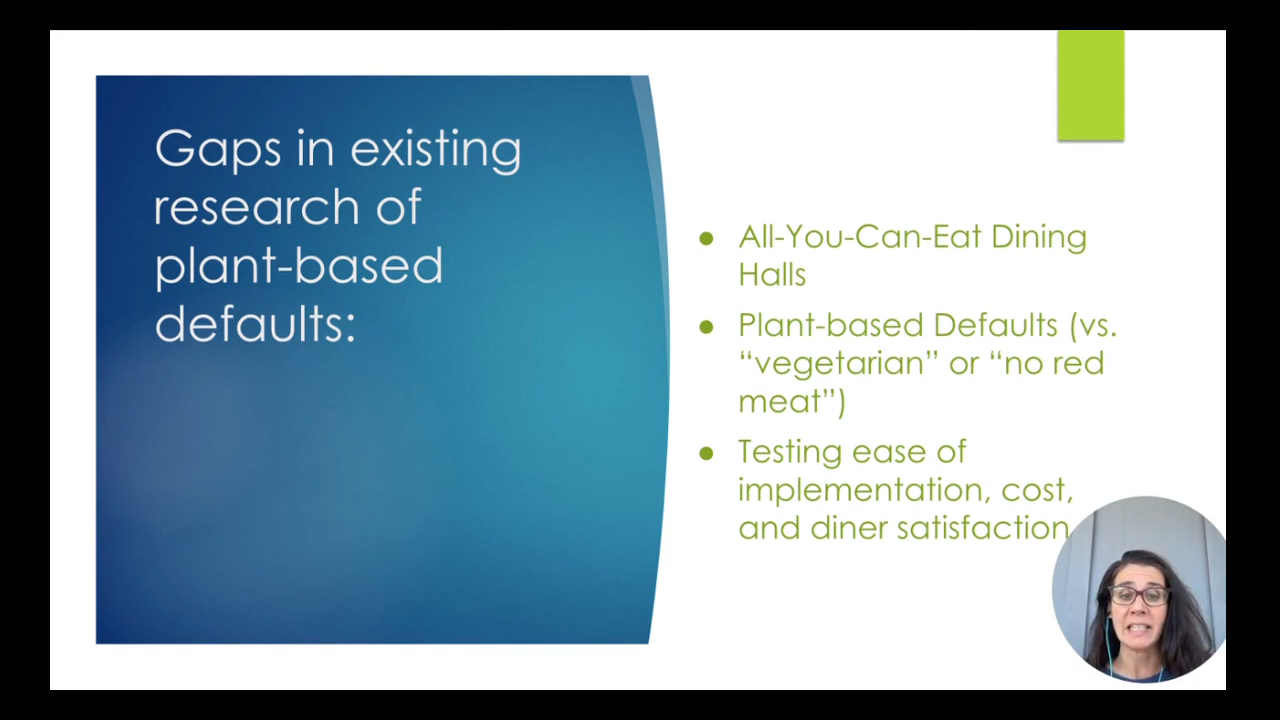 Gaps in existing
research of
plant-based
defaults:
● All-You-Can-Eat Dining
Halls
● Plant-based Defaults (vs.
“vegetarian” or “no red
meat”)
● Testing ease of
implementation, cost,
and diner satisfaction